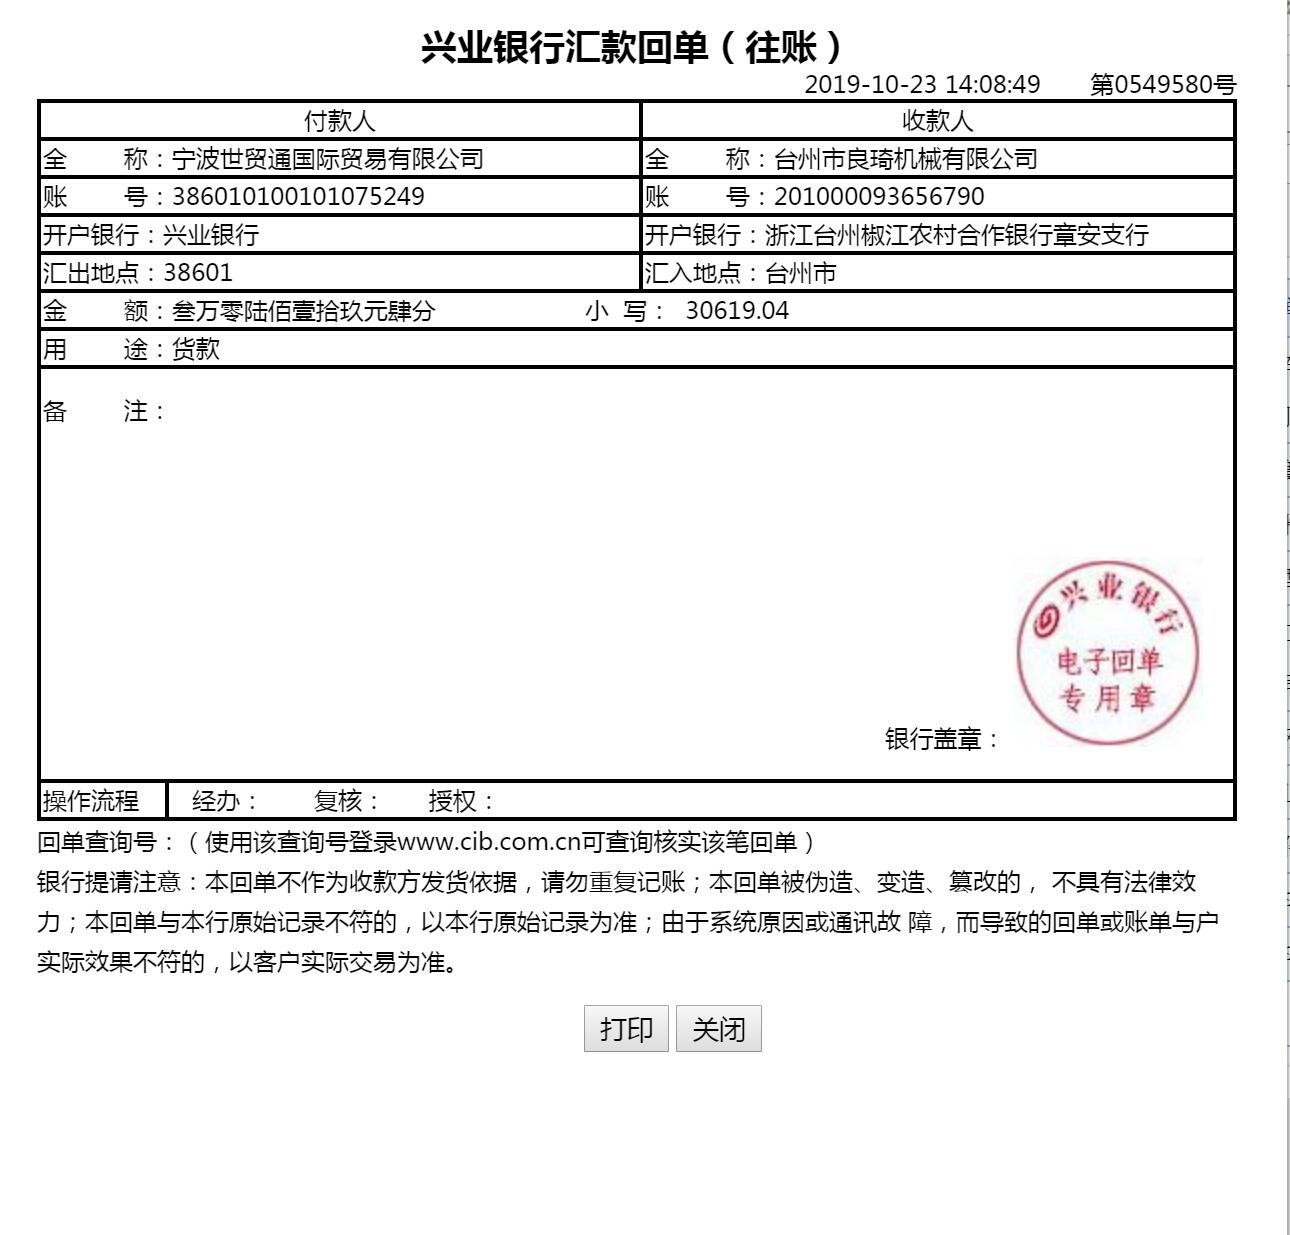 兴业银行汇款回单（往账）
2019-10-23 14:08:49 第0549580号
付款人 收款人
全 称：宁波世贸通国际贸易有限公司 全 称：台州市良琦机械有限公司
账 号：386010100101075249 账 号：201000093656790
开户银行：兴业银行 开户银行：浙江台州椒江农村合作银行章安支行
汇出地点：38601 汇入地点：台州市
金 额：叁万零陆佰壹拾玖元肆分 小 写： 30619.04
用 途：货款
备 注：
兴业银行
电子回单
专用章
银行盖章：
操作流程 经办： 复核： 授权：
回单查询号：（使用该查询号登录www.cib.com.cn可查询核实该笔回单）
银行提请注意：本回单不作为收款方发货依据，请勿重复记账；本回单被伪造、变造、篡改的， 不具有法律效
力；本回单与本行原始记录不符的，以本行原始记录为准；由于系统原因或通讯故 障，而导致的回单或账单与户
实际效果不符的，以客户实际交易为准。
打印 关闭